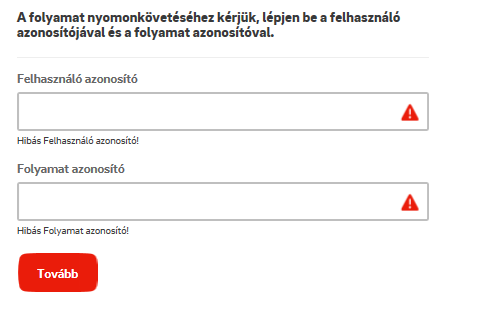 A folyamat nyomonkövetéséhez kérjük, lépjen be a felhasználó
azonosítójával és a folyamat azonosítóval.
Felhasználó azonosító
Hibás Felhasználó azonosító!
Folyamat azonosító
Hibás Folyamat azonosító!
Tovább